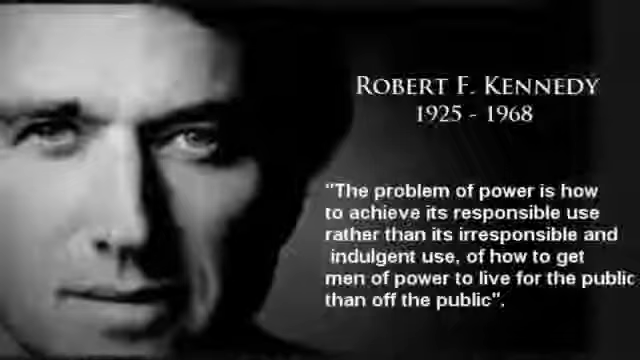 ROBERT F. KENNEDY
1925 - 1968
"The problem of power is how
to achieve its responsible use
rather than its irresponsible and
indulgent use, of how to get
men of power to live for the public
than off the public".